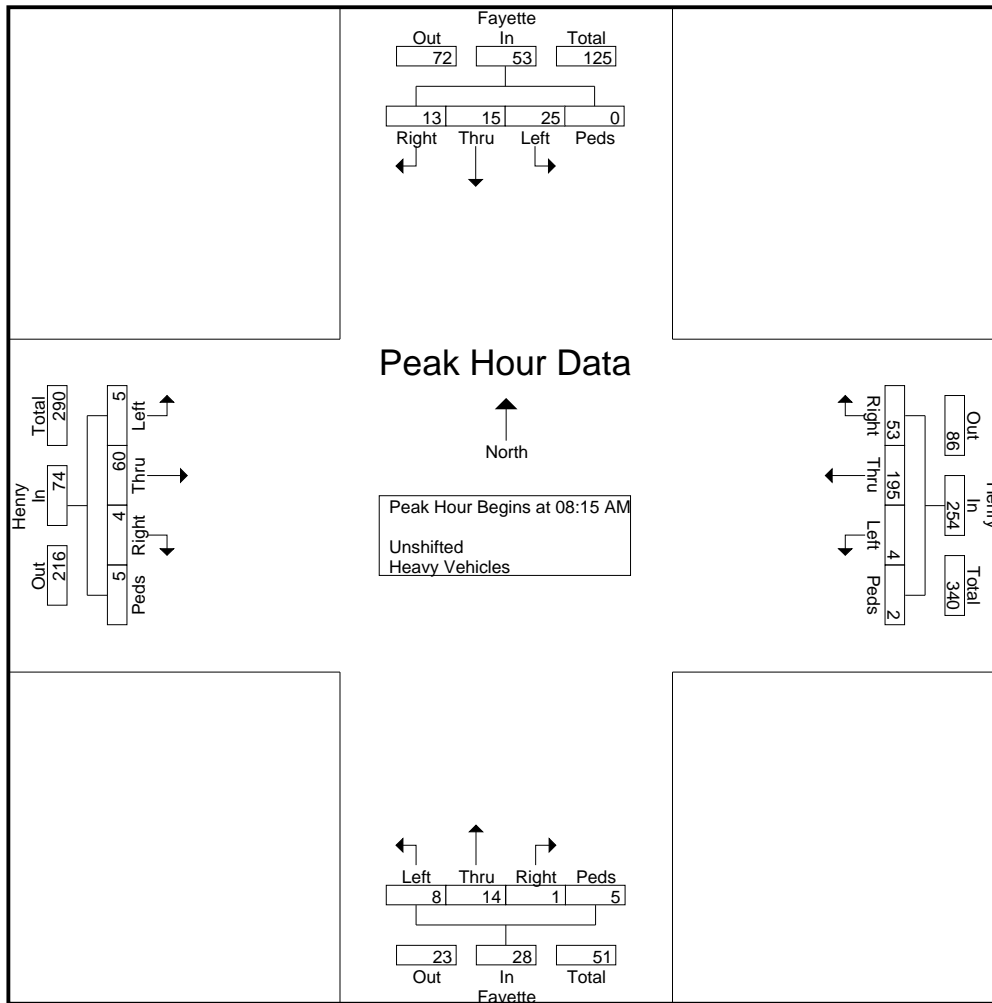 Fayette
Out In Total
72 53 125
13 15 25 0
Right Thru Left Peds
Peak Hour Data
North
Peak Hour Begins at 08:15 AM
Unshifted
Heavy Vehicles
Henry
Total In Out
290 74 216
5 60 4 5
Left Thru Right Peds
Right Thru Left Peds
53 195 4 2
Out In Total
86 254 340
Henry
Left Thru Right Peds
8 14 1 5
23 28 51
Out In Total
Fayette